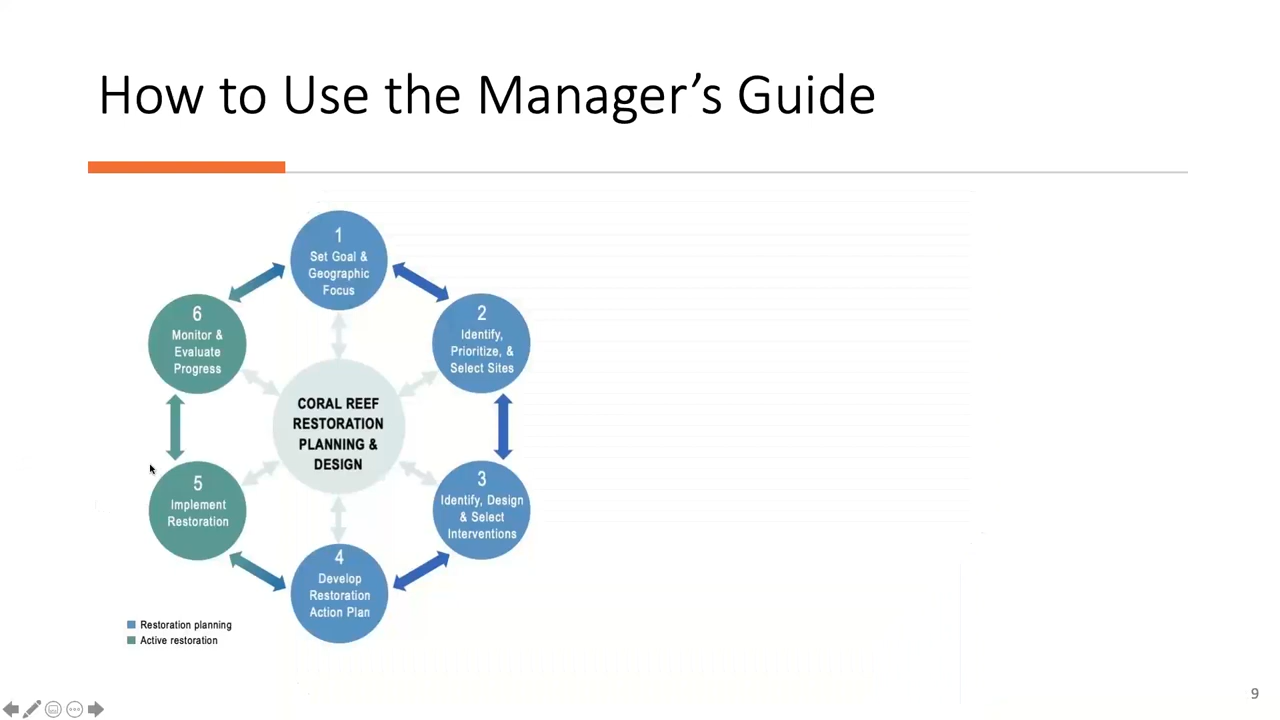 How to Use the Manager’s Guide
1
Set Goal &
Geographic
Focus
2
Identify,
Prioritize, &
Select Sites
3
Identify, Design
& Select
Interventions
4
Develop
Restoration
Action Plan
5
Implement
Restoration
6
Monitor &
Evaluate
Progress
CORAL REEF
RESTORATION
PLANNING &
DESIGN
Restoration planning
Active restoration
9